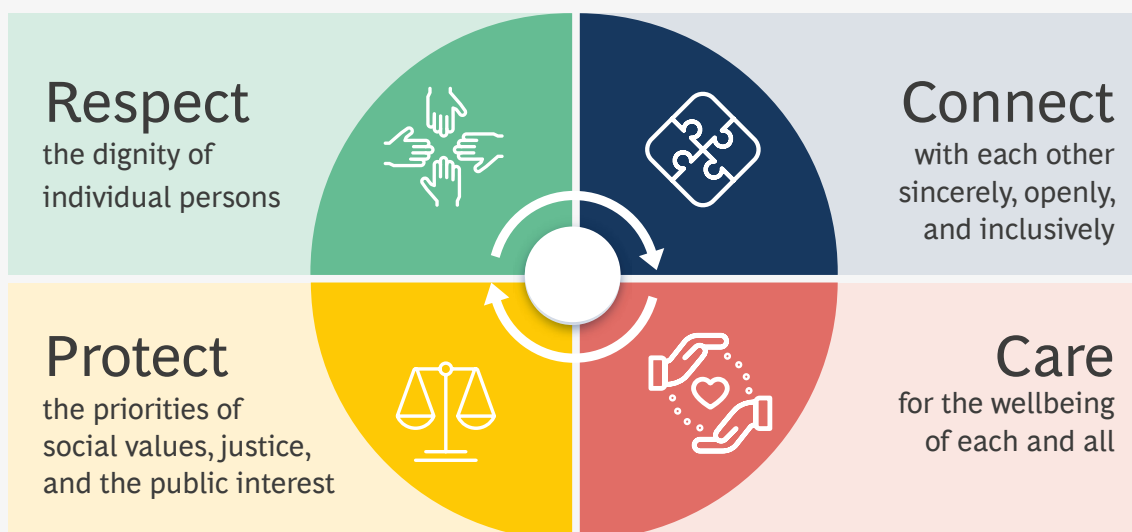 Respect
the dignity of
individual persons
Connect
with each other
sincerely, openly,
and inclusively
Protect
the priorities of
social values, justice,
and the public interest
Care
for the wellbeing
of each and all